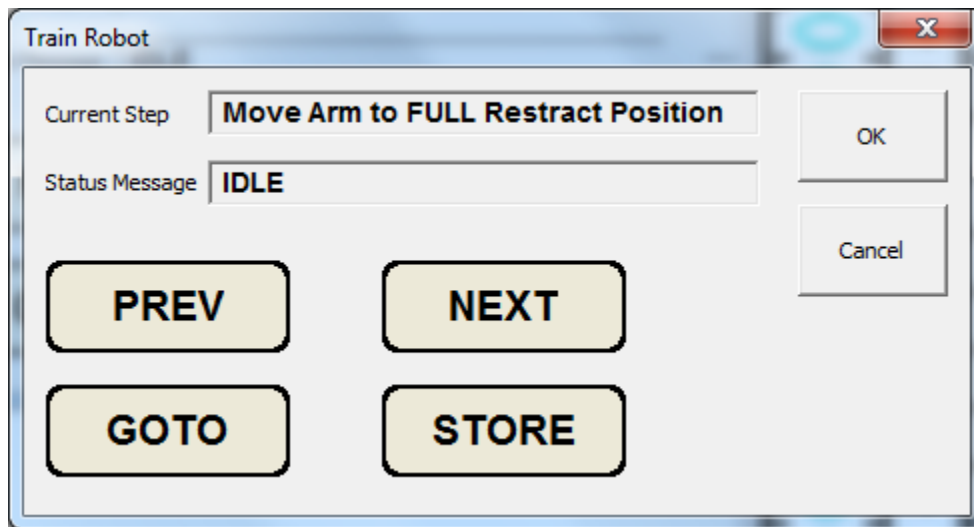 Train Robot
Current Step Move Arm to FULL Restract Position
OK
Status Message IDLE
Cancel
PREV NEXT
GOTO STORE